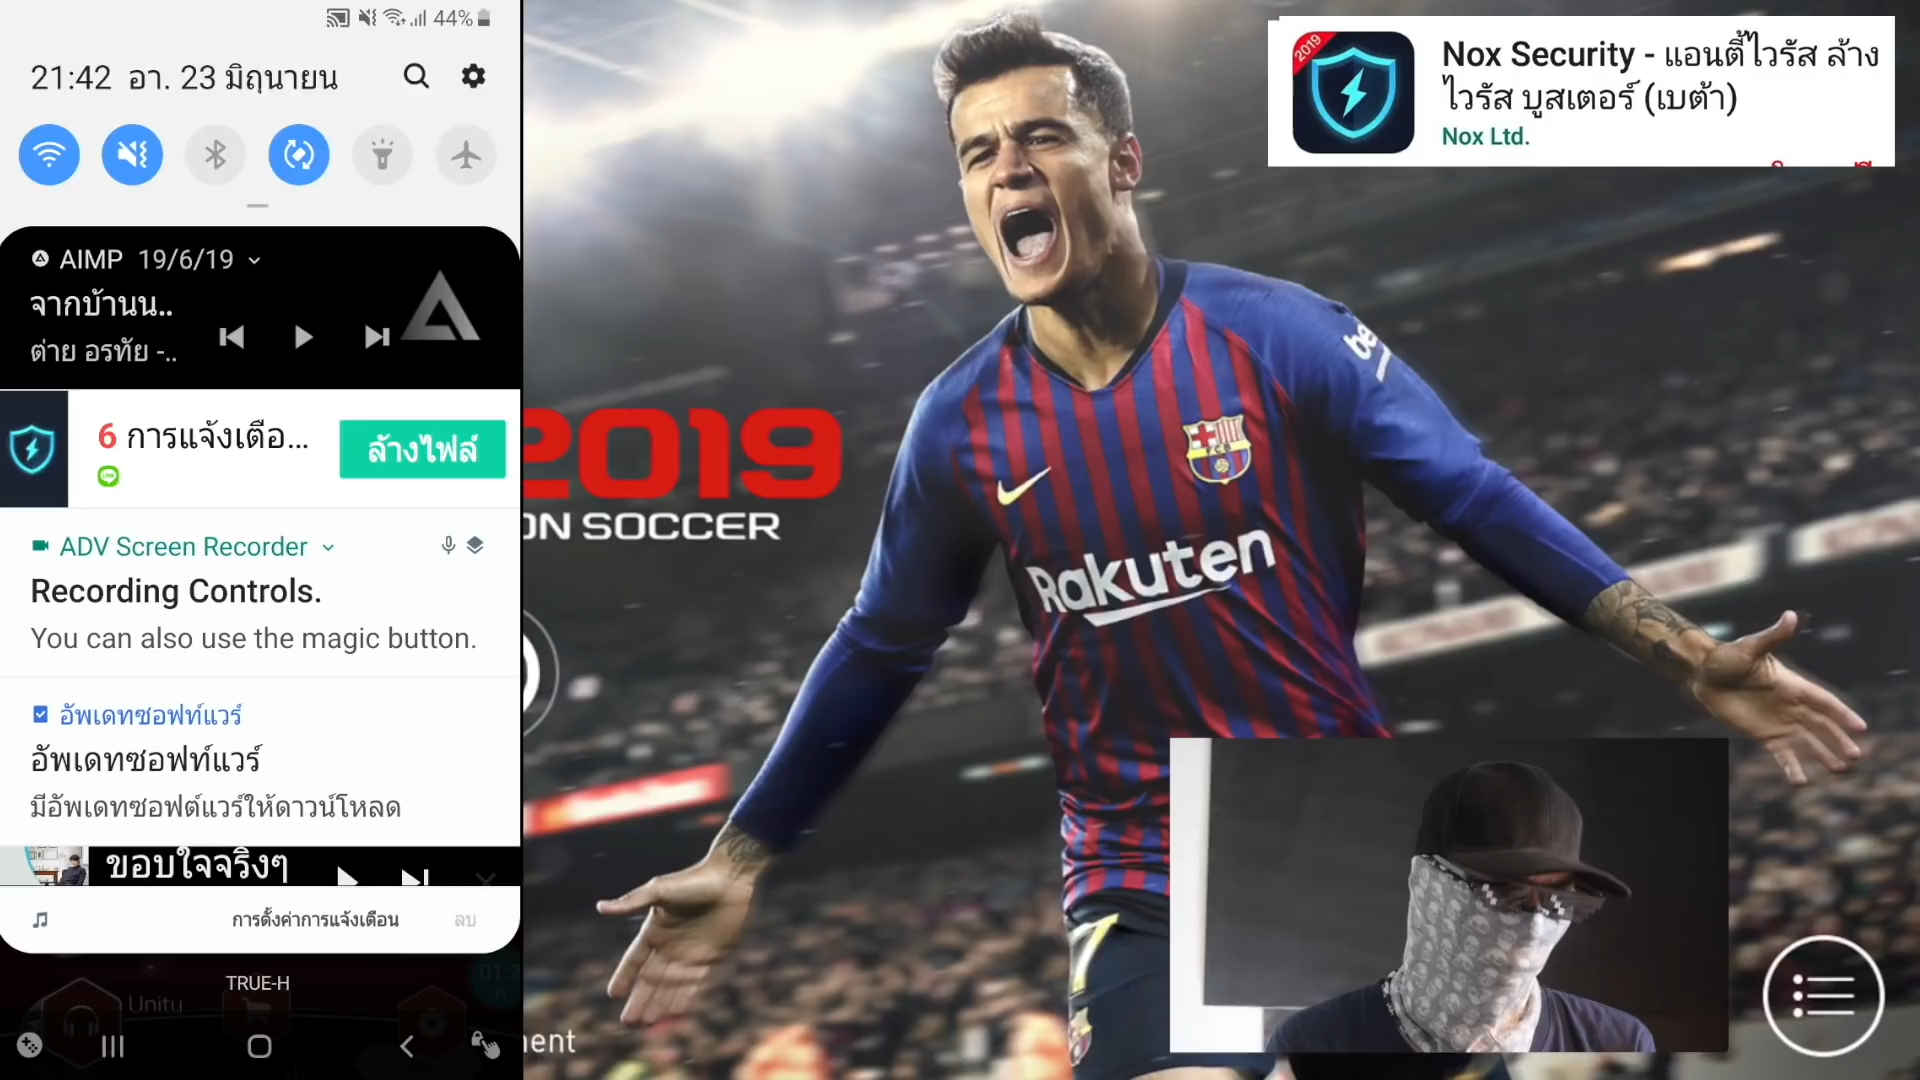 44%
21:42 อา. 23 มิถุนายน
AIMP 19/6/19
จากบ้านน..
ต่าย อรทัย -..
6 การแจ้งเตือ...
ล้างไฟล์
LINE
ADV Screen Recorder
Recording Controls.
You can also use the magic button.
อัพเดทซอฟท์แวร์
อัพเดทซอฟท์แวร์
มีอัพเดทซอฟต์แวร์ให้ดาวน์โหลด
ขอบใจจริงๆ
การตั้งค่าการแจ้งเตือน
ลบ
TRUE-H
Unity
2019
ON SOCCER
nent
2019
Nox Security - แอนตี้ไวรัส ล้าง
ไวรัส บูสเตอร์ (เบต้า)
Nox Ltd.
be
FCB
Rakuten